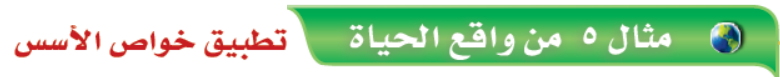 مثال ٥ من واقع الحياة تطبيق خواص الأسس